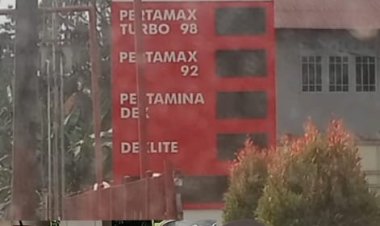 PERTAMAX
TURBO 98
PERTAMAX
92
PERTAMINA
DEX
DEXLITE